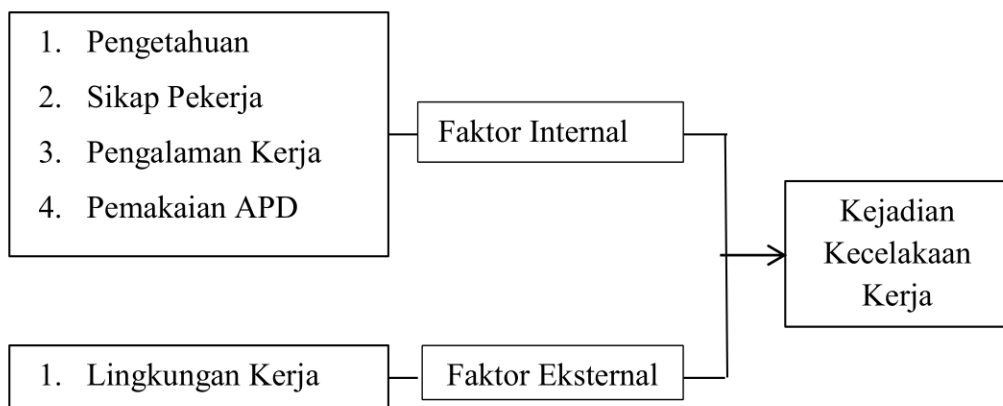 1. Pengetahuan
2. Sikap Pekerja
3. Pengalaman Kerja
4. Pemakaian APD
Faktor Internal
Kejadian
Kecelakaan
Kerja
1. Lingkungan Kerja
Faktor Eksternal